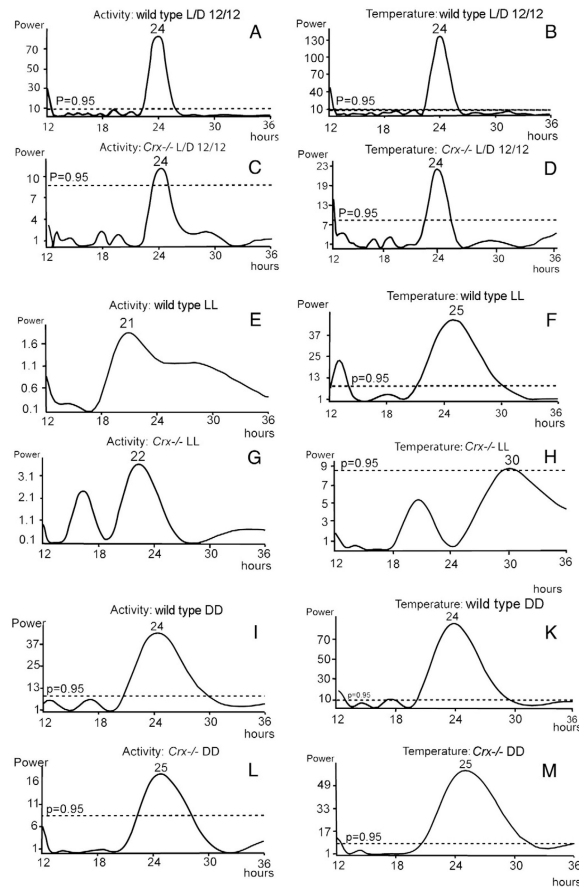 Activity: wild type L/D 12/12
Power
24
A
70
50
30
10
P=0.95
12 18 24 30 36
hours
Temperature: wild type L/D 12/12
Power
24
B
130
100
70
40
10
P=0.95
12 18 24 30 36
hours
Activity: Crx-/- L/D 12/12
Power
24
C
10
7
4
1
P=0.95
12 18 24 30 36
hours
Temperature: Crx-/- L/D 12/12
Power
24
D
23
18
13
6
1
P=0.95
12 18 24 30 36
hours
Activity: wild type LL
Power
21
E
1.6
1.1
0.6
0.1
12 18 24 30 36
hours
Temperature: wild type LL
Power
25
F
37
25
13
1
p=0.95
12 18 24 30 36
hours
Activity: Crx-/- LL
Power
22
G
3.1
2.1
1.1
0.1
12 18 24 30 36
hours
Temperature: Crx-/- LL
Power
30
H
9
7
5
3
1
p=0.95
12 18 24 30 36
hours
Activity: wild type DD
Power
24
I
37
25
13
1
p=0.95
12 18 24 30 36
hours
Temperature: wild type DD
Power
24
K
70
50
30
10
p=0.95
12 18 24 30 36
hours
Activity: Crx-/- DD
Power
25
L
16
11
6
1
p=0.95
12 18 24 30 36
hours
Temperature: Crx-/- DD
Power
25
M
49
33
17
1
p=0.95
12 18 24 30 36
hours